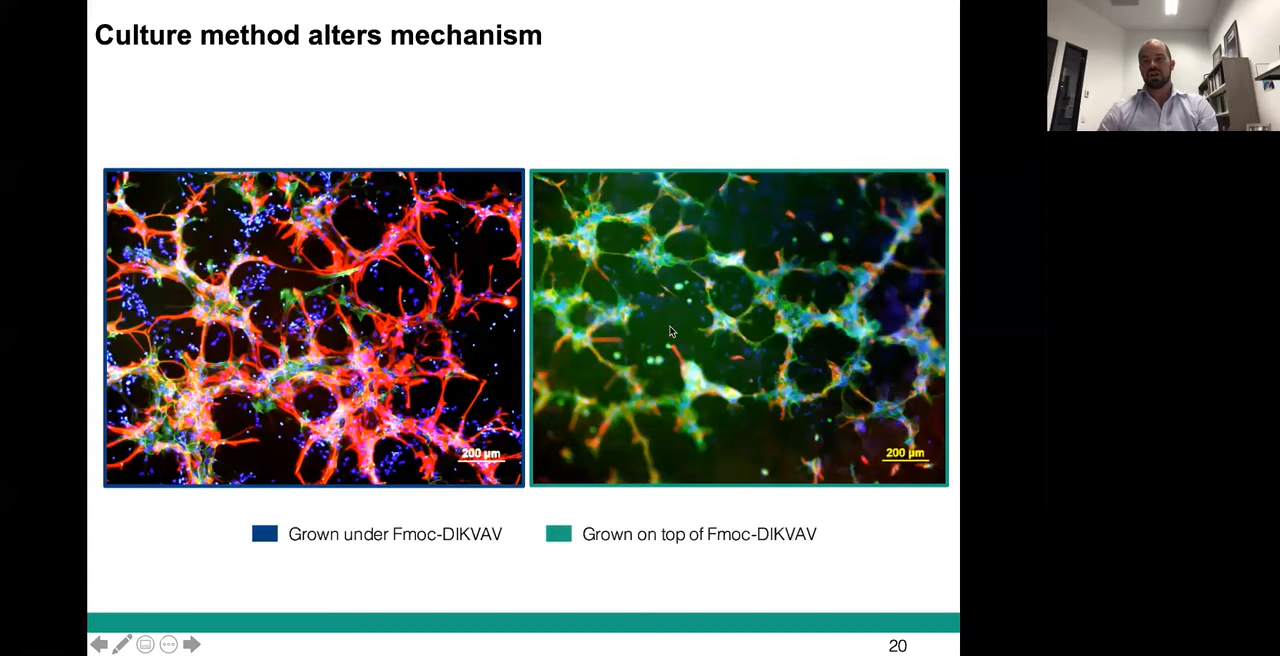 Culture method alters mechanism
200 µm
200 µm
Grown under Fmoc-DIKVAV
Grown on top of Fmoc-DIKVAV
20